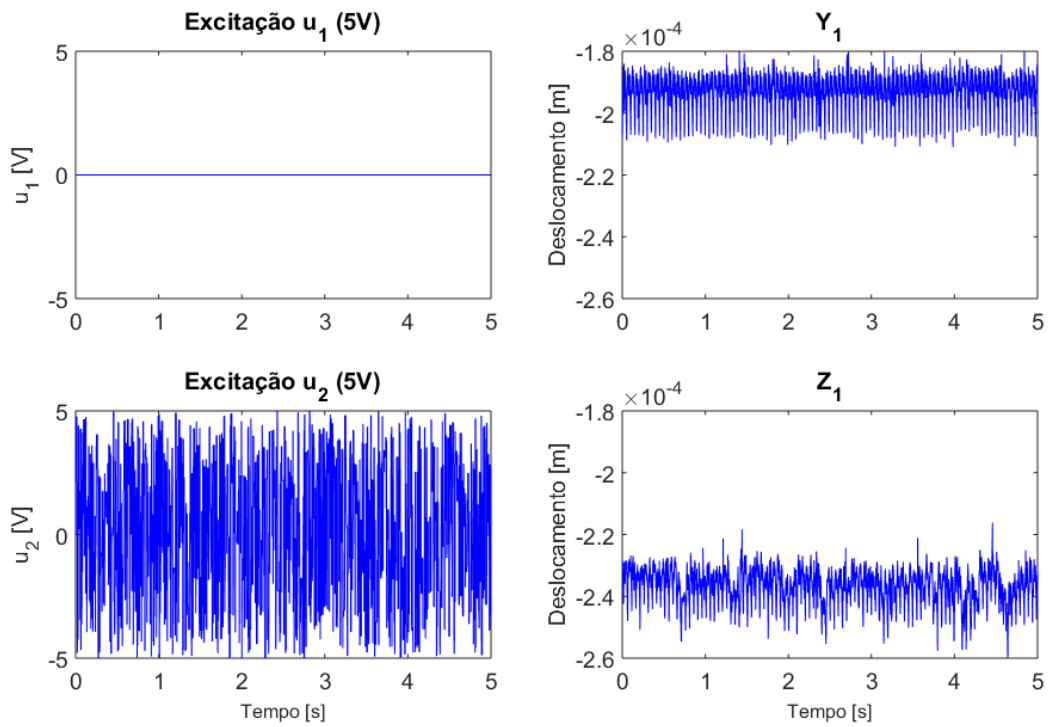 Excitação u1 (5V)
5
0
-5
u1 [V]
0 1 2 3 4 5
Y1
×10-4
-1.8
-2
-2.2
-2.4
-2.6
Deslocamento [m]
0 1 2 3 4 5
Excitação u2 (5V)
5
0
-5
u2 [V]
0 1 2 3 4 5
Tempo [s]
Z1
×10-4
-1.8
-2
-2.2
-2.4
-2.6
Deslocamento [m]
0 1 2 3 4 5
Tempo [s]